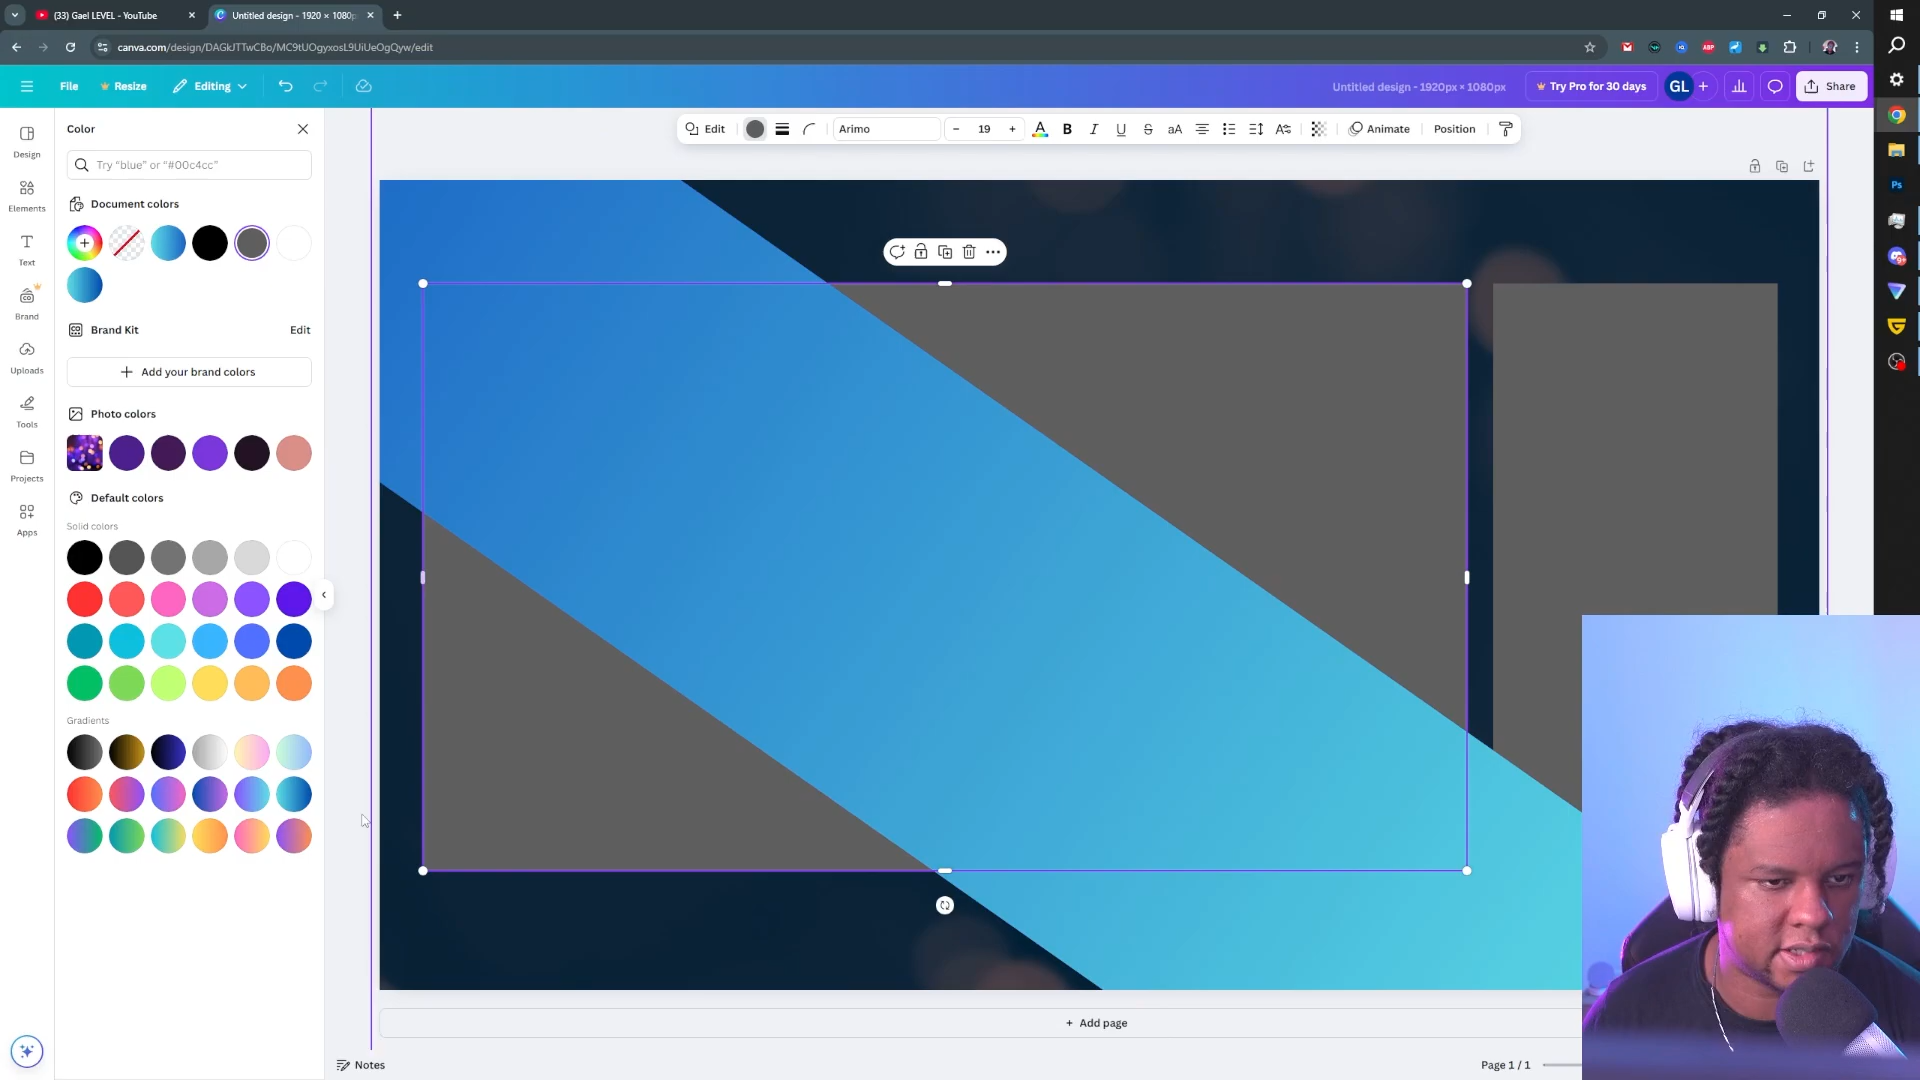 (33) Gael LEVEL - YouTube
Untitled design - 1920 × 1080p
canva.com/design/DAGkJTTwCBo/MC9tUOgyxosL9UiUeOgQyw/edit
File
Resize
Editing
Untitled design - 1920px × 1080px
Try Pro for 30 days
GL
Share
Design
Elements
Text
Brand
Uploads
Tools
Projects
Apps
Color
Try “blue” or “#00c4cc”
Document colors
Brand Kit
Edit
Add your brand colors
Photo colors
Default colors
Solid colors
Gradients
Edit
Arimo
19
A
B
I
U
S
aA
Animate
Position
Ps
ABP
+ Add page
Notes
Page 1 / 1